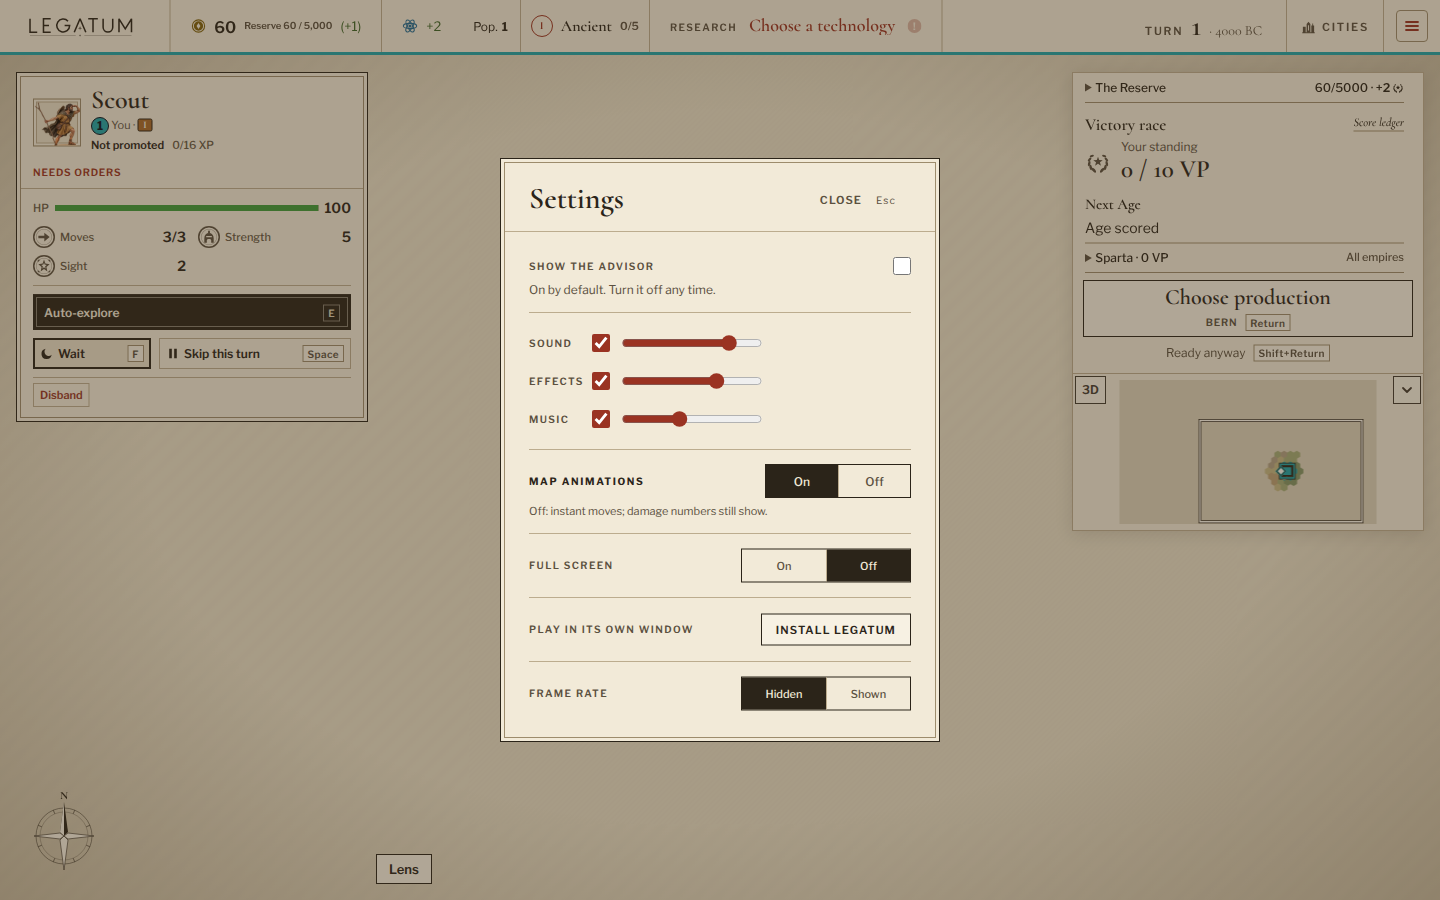 LEGATUM
60 Reserve 60 / 5,000 (+1)
+2
Pop. 1
I Ancient 0/5
RESEARCH Choose a technology !
TURN 1 · 4000 BC
CITIES
Scout
1 You · I
Not promoted 0/16 XP
NEEDS ORDERS
HP 100
Moves 3/3 Strength 5
Sight 2
Auto-explore E
Wait F Skip this turn Space
Disband
Settings
CLOSE Esc
SHOW THE ADVISOR
On by default. Turn it off any time.
SOUND
EFFECTS
MUSIC
MAP ANIMATIONS On Off
Off: instant moves; damage numbers still show.
FULL SCREEN On Off
PLAY IN ITS OWN WINDOW INSTALL LEGATUM
FRAME RATE Hidden Shown
The Reserve 60/5000 · +2
Victory race Score ledger
Your standing
0 / 10 VP
Next Age
Age scored
Sparta · 0 VP All empires
Choose production
BERN Return
Ready anyway Shift+Return
3D
N
Lens